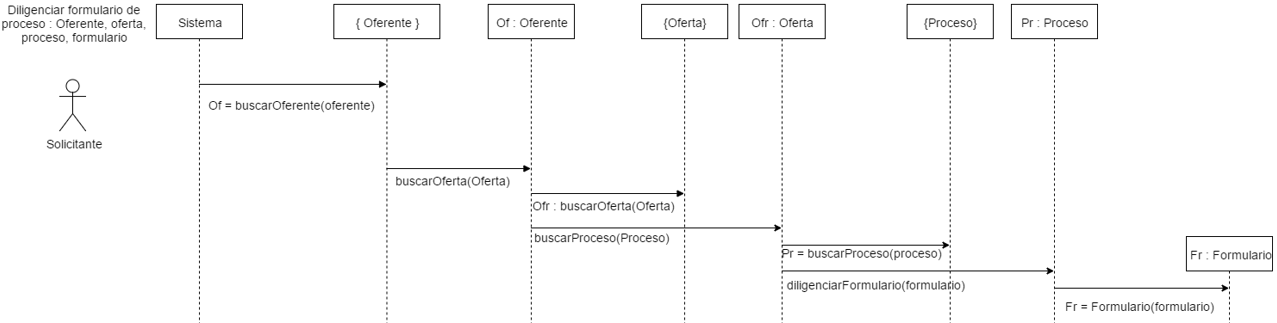 Diligenciar formulario de
proceso : Oferente, oferta,
proceso, formulario
Sistema
{ Oferente }
Of : Oferente
{Oferta}
Ofr : Oferta
{Proceso}
Pr : Proceso
Solicitante
Of = buscarOferente(oferente)
buscarOferta(Oferta)
Ofr : buscarOferta(Oferta)
buscarProceso(Proceso)
Pr = buscarProceso(proceso)
Fr : Formulario
diligenciarFormulario(formulario)
Fr = Formulario(formulario)